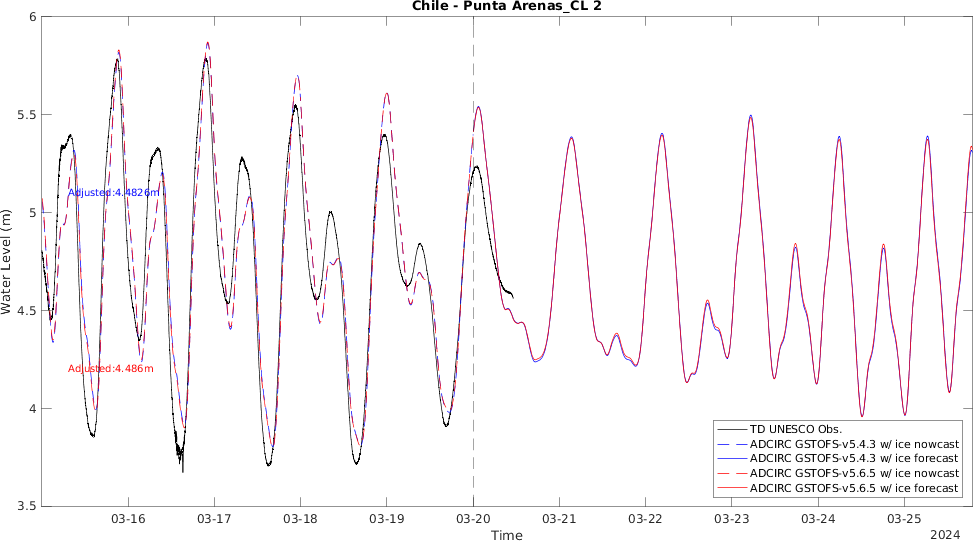 Chile - Punta Arenas_CL 2
6
5.5
5
4.5
4
3.5
Water Level (m)
Adjusted:4.4826m
Adjusted:4.486m
TD UNESCO Obs.
ADCIRC GSTOFS-v5.4.3 w/ ice nowcast
ADCIRC GSTOFS-v5.4.3 w/ ice forecast
ADCIRC GSTOFS-v5.6.5 w/ ice nowcast
ADCIRC GSTOFS-v5.6.5 w/ ice forecast
03-16 03-17 03-18 03-19 03-20 03-21 03-22 03-23 03-24 03-25
Time
2024